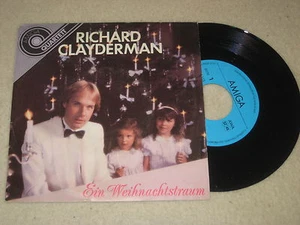 QUARTETT
RICHARD
CLAYDERMAN
Ein Weihnachtstraum
AMIGA